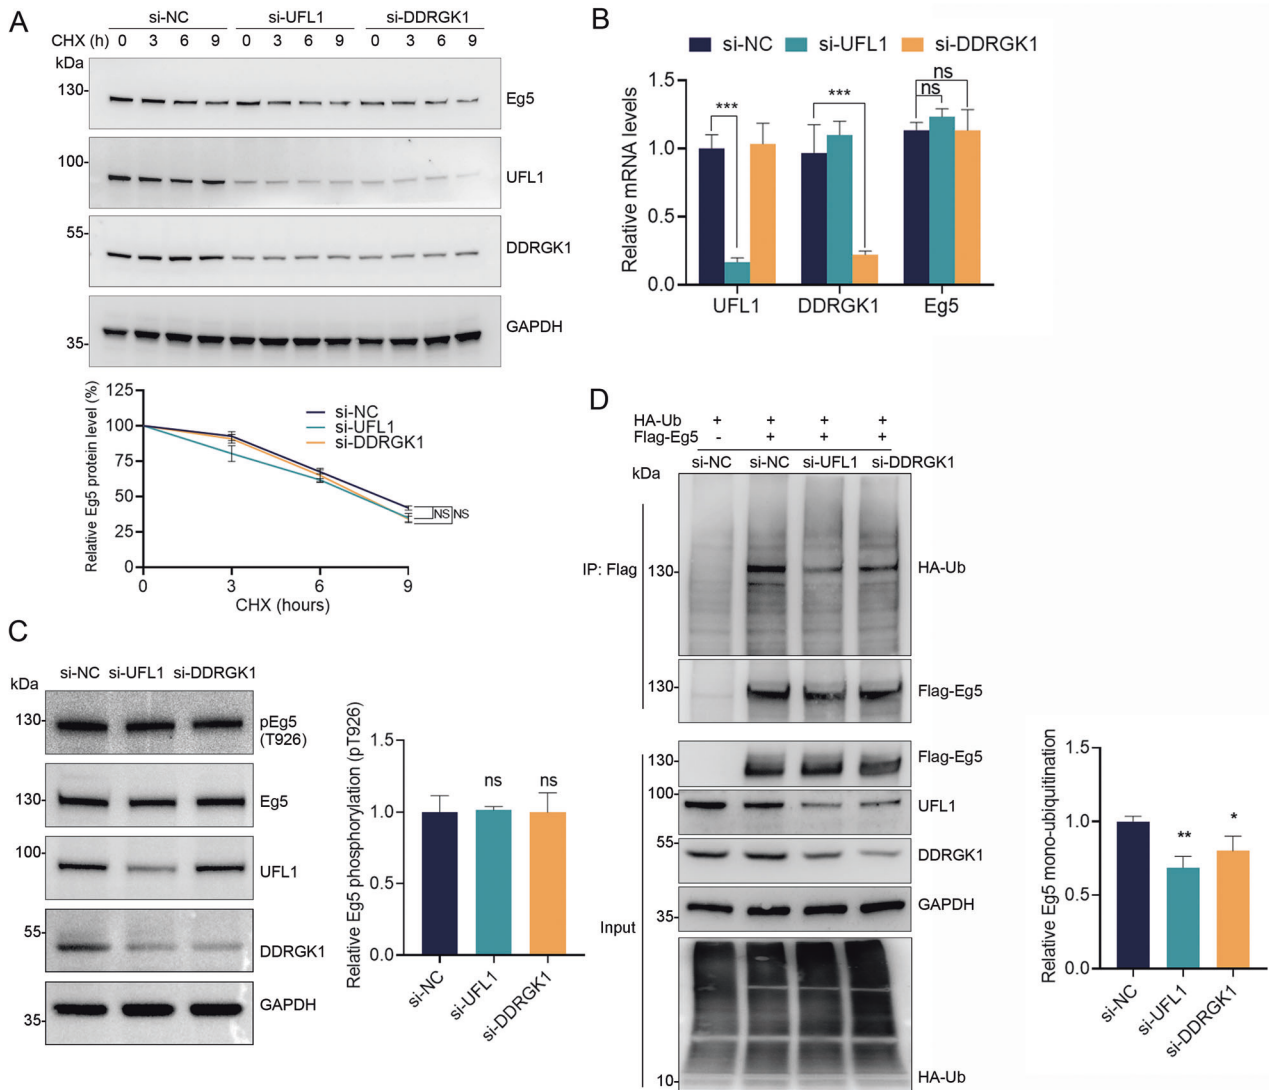 A
si-NC si-UFL1 si-DDRGK1
CHX (h) 0 3 6 9 0 3 6 9 0 3 6 9
kDa
130-
Eg5
100-
UFL1
55-
DDRGK1
35-
GAPDH
Relative Eg5 protein level (%)
125
100
75
50
25
0
si-NC
si-UFL1
si-DDRGK1
NS NS
0 3 6 9
CHX (hours)
B
si-NC si-UFL1 si-DDRGK1
Relative mRNA levels
1.5
1.0
0.5
0.0
***
***
ns
ns
UFL1 DDRGK1 Eg5
C
si-NC si-UFL1 si-DDRGK1
kDa
130-
pEg5
(T926)
130-
Eg5
100-
UFL1
55-
DDRGK1
35-
GAPDH
Relative Eg5 phosphorylation (pT926)
1.5
1.0
0.5
0.0
ns ns
si-NC
si-UFL1
si-DDRGK1
D
HA-Ub + + + +
Flag-Eg5 - + + +
si-NC si-NC si-UFL1 si-DDRGK1
kDa
IP: Flag
130-
HA-Ub
130-
Flag-Eg5
Input
130-
Flag-Eg5
100-
UFL1
55-
DDRGK1
35-
GAPDH
10-
HA-Ub
Relative Eg5 mono-ubiquitination
1.5
1.0
0.5
0.0
**
*
si-NC
si-UFL1
si-DDRGK1